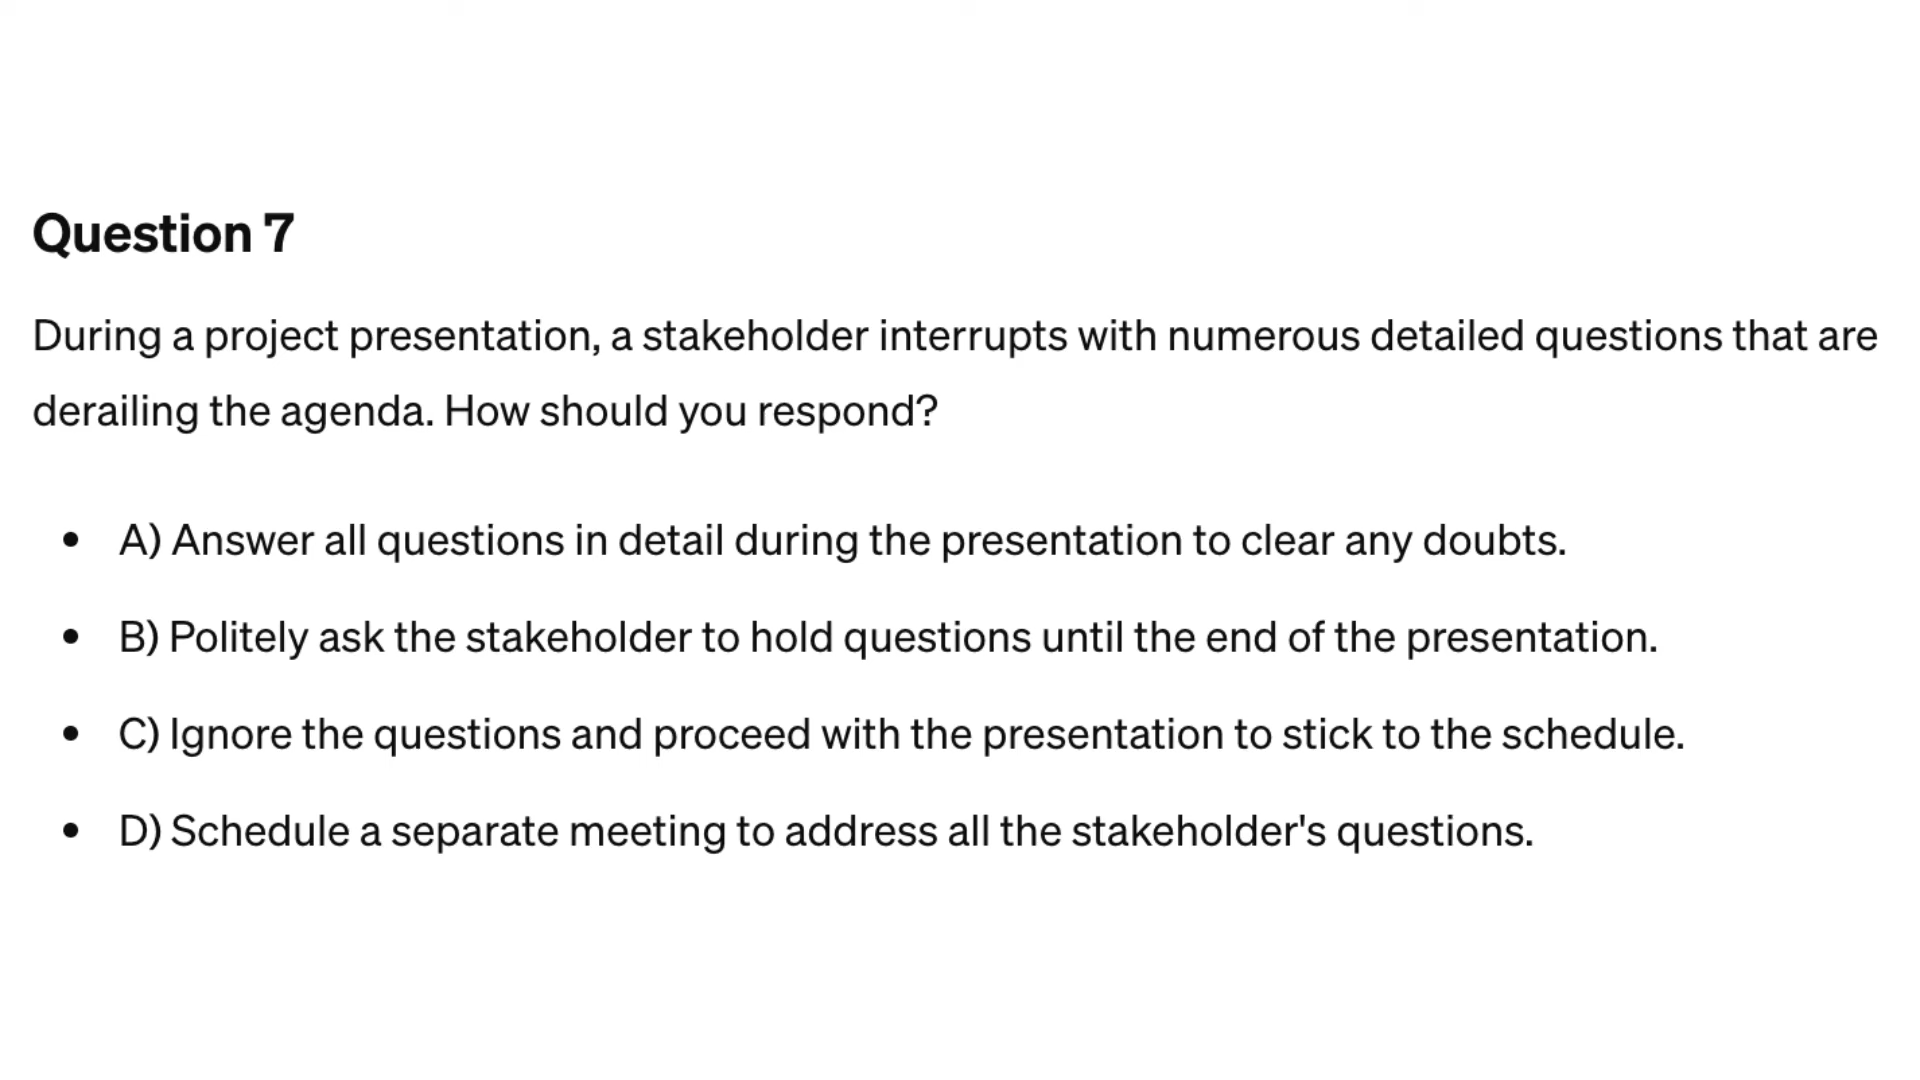 Question 7
During a project presentation, a stakeholder interrupts with numerous detailed questions that are
derailing the agenda. How should you respond?
• A) Answer all questions in detail during the presentation to clear any doubts.
• B) Politely ask the stakeholder to hold questions until the end of the presentation.
• C) Ignore the questions and proceed with the presentation to stick to the schedule.
• D) Schedule a separate meeting to address all the stakeholder's questions.